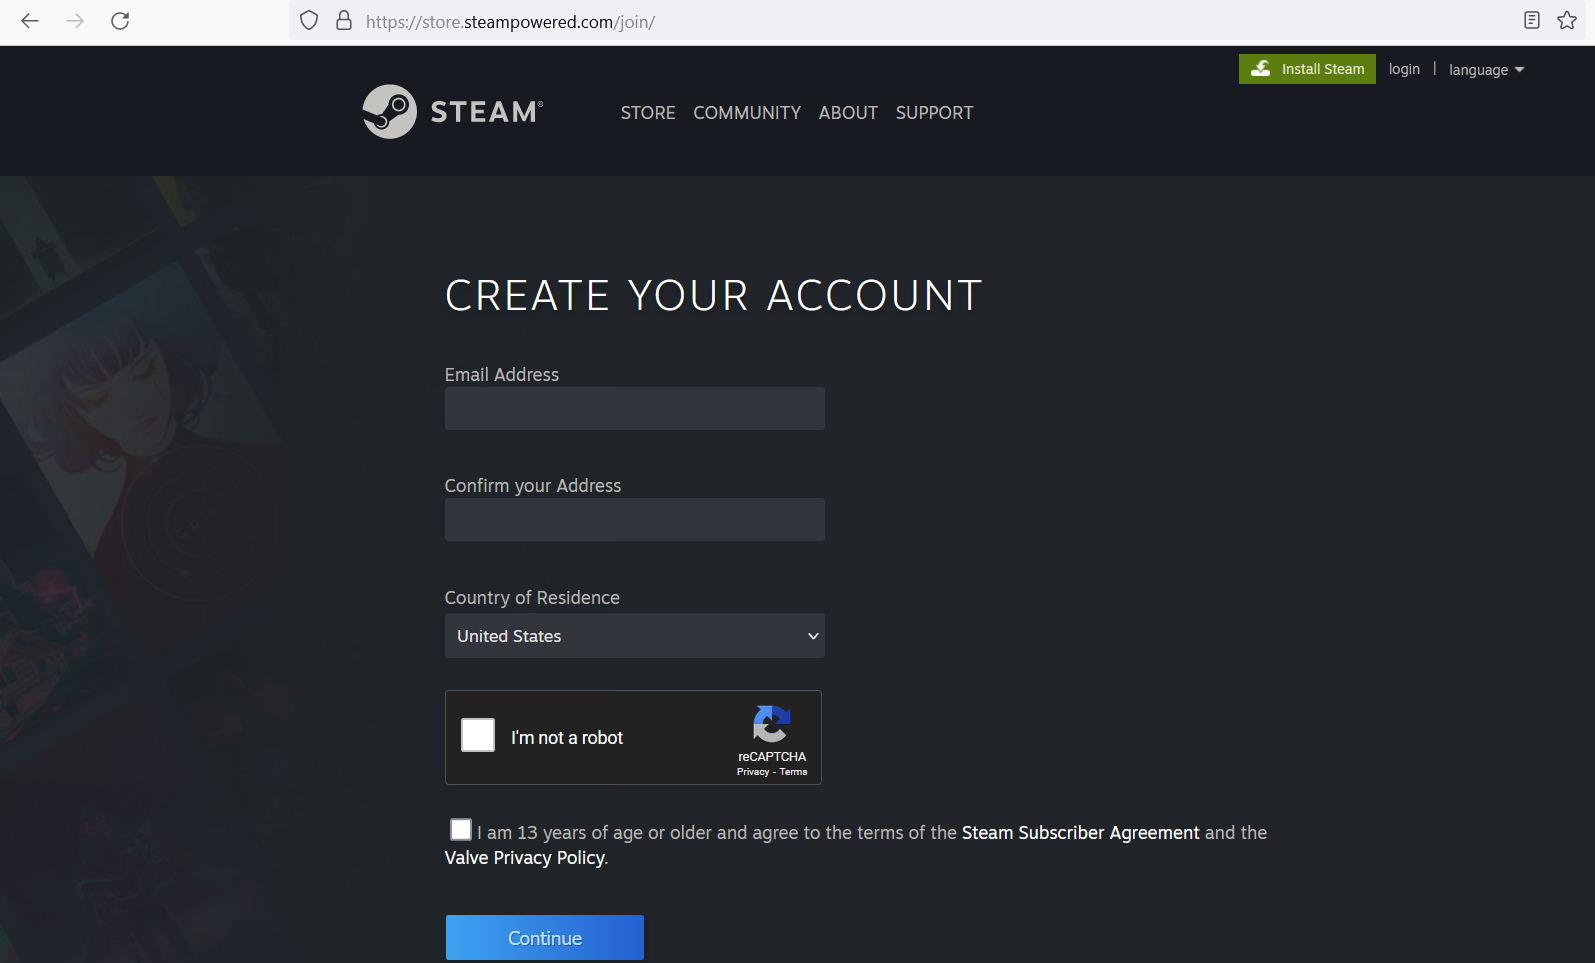 https://store.steampowered.com/join/
Install Steam login | language
STEAM®
STORE COMMUNITY ABOUT SUPPORT
CREATE YOUR ACCOUNT
Email Address
Confirm your Address
Country of Residence
United States
I'm not a robot
reCAPTCHA
Privacy - Terms
I am 13 years of age or older and agree to the terms of the Steam Subscriber Agreement and the
Valve Privacy Policy.
Continue
GRIS